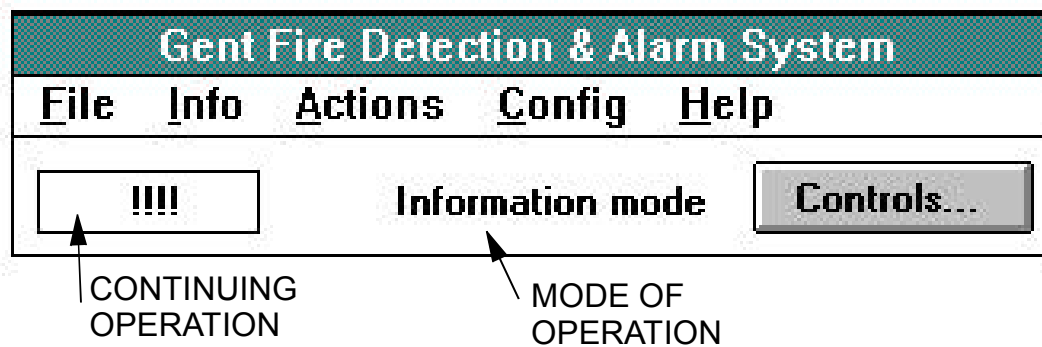 Gent Fire Detection & Alarm System
File Info Actions Config Help
!!!! Information mode Controls...
CONTINUING OPERATION
MODE OF OPERATION